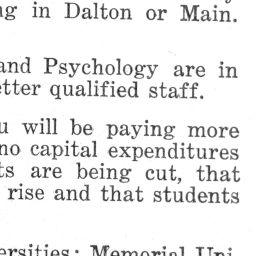 in Dalton or Main.
and Psychology are in
etter qualified staff.
u will be paying more
no capital expenditures
ts are being cut, that
rise and that students
ersities: Memorial Uni-